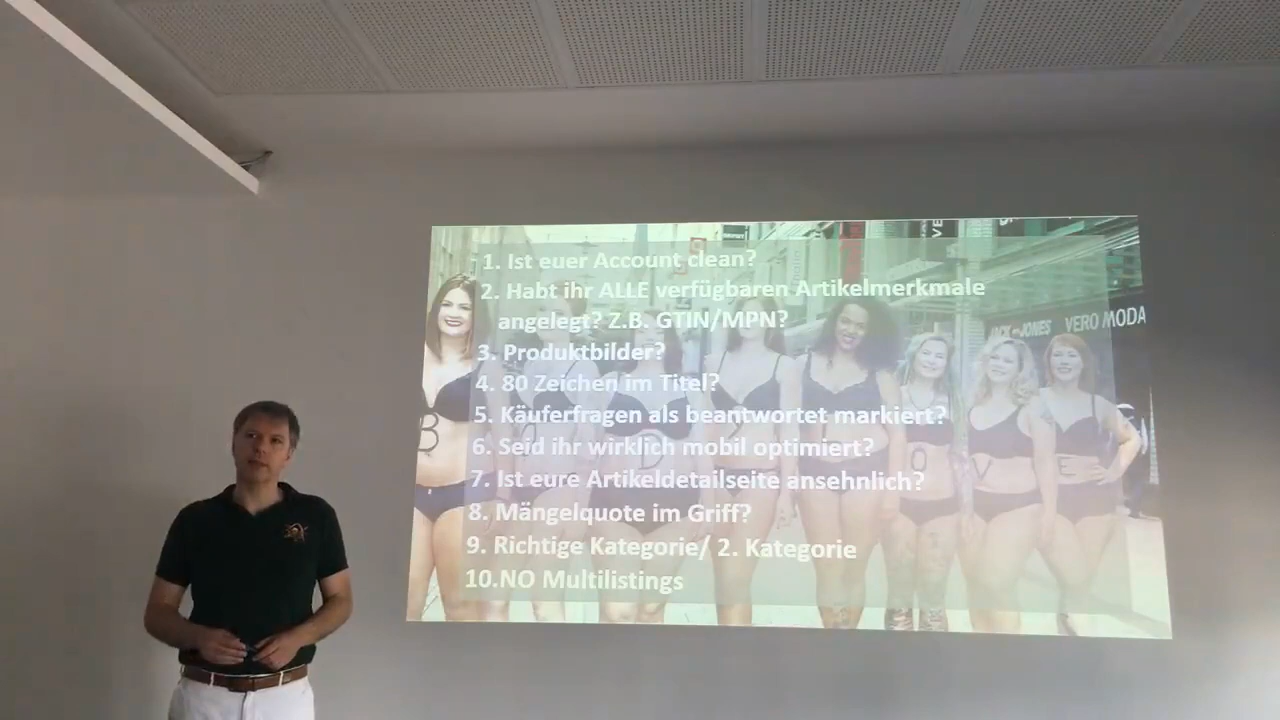 1. Ist euer Account clean?
2. Habt ihr ALLE verfügbaren Artikelmerkmale
angelegt? Z.B. GTIN/MPN?
3. Produktbilder?
4. 80 Zeichen im Titel?
5. Käuferfragen als beantwortet markiert?
6. Seid ihr wirklich mobil optimiert?
7. Ist eure Artikeldetailseite ansehnlich?
8. Mängelquote im Griff?
9. Richtige Kategorie/ 2. Kategorie
10.NO Multilistings
JACK JONES VERO MODA
B
O V E